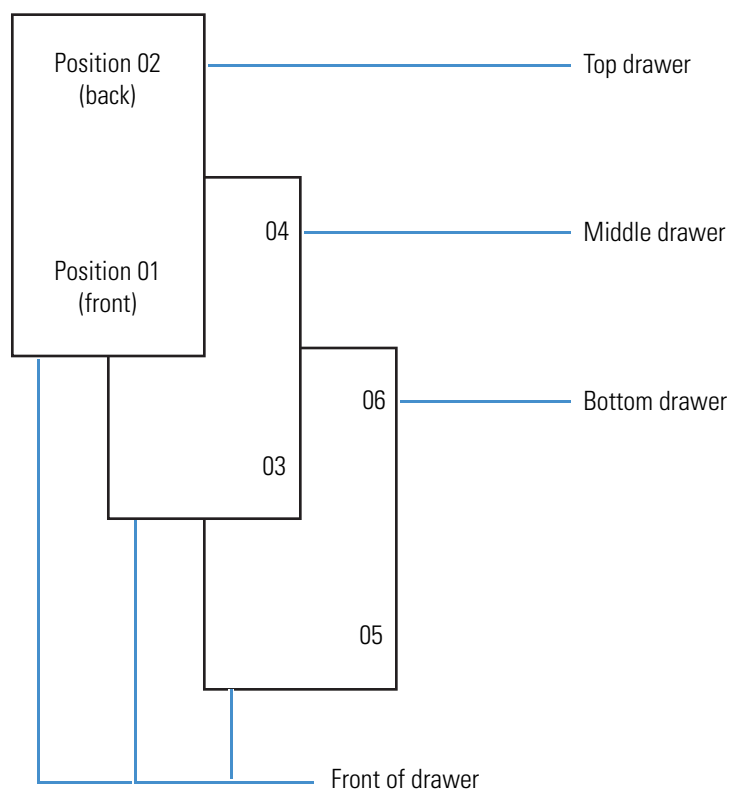 Position 02
(back)
Top drawer
04
Middle drawer
Position 01
(front)
06
Bottom drawer
03
05
Front of drawer